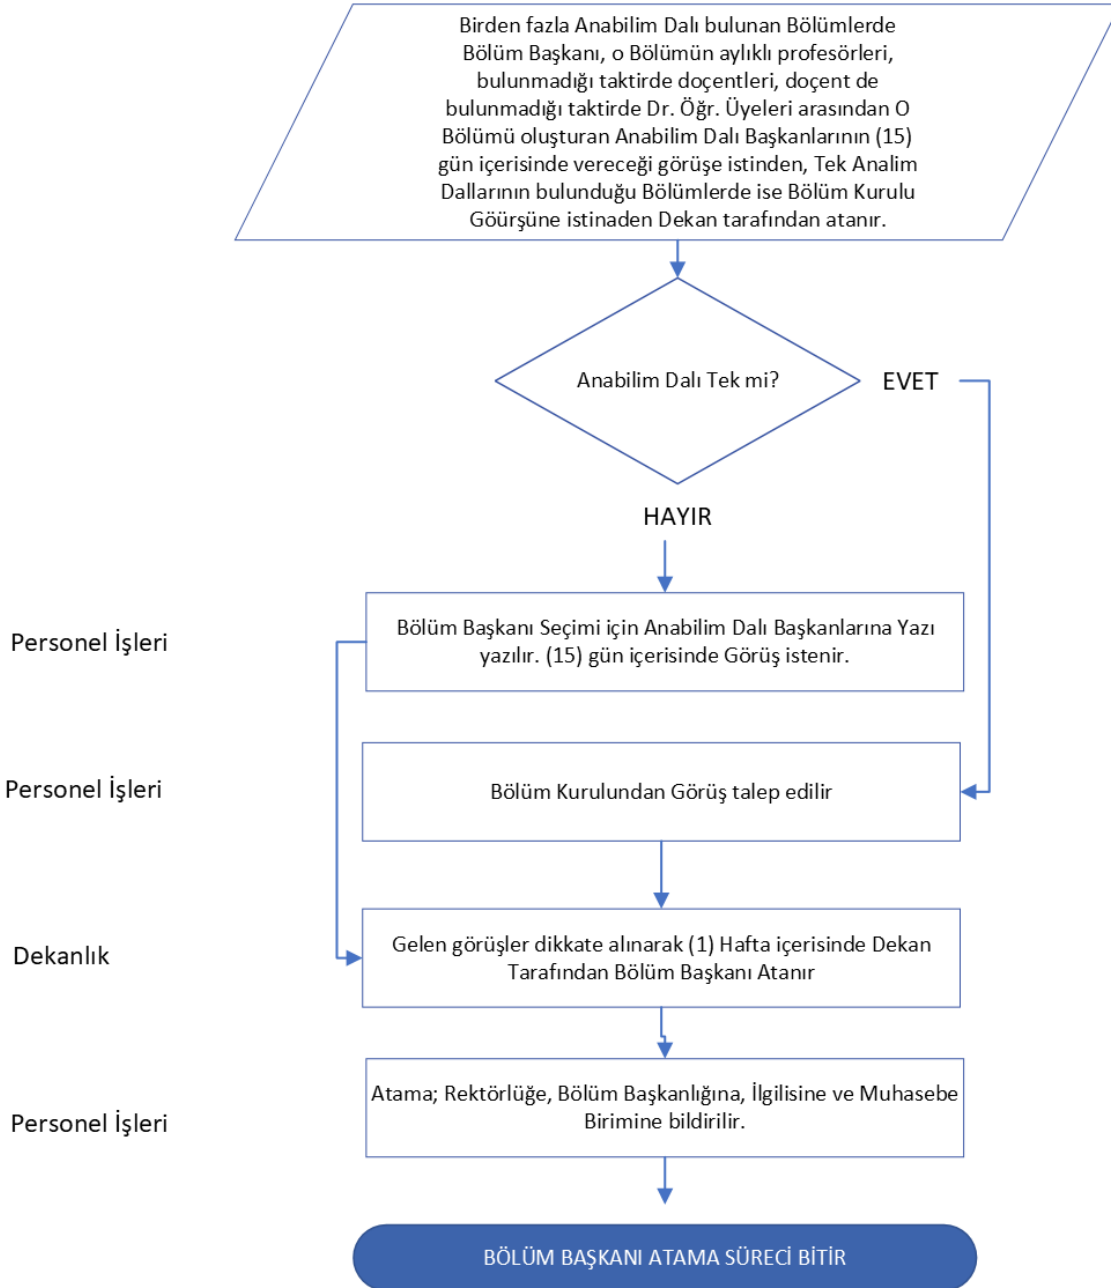 Birden fazla Anabilim Dalı bulunan Bölümlerde
Bölüm Başkanı, o Bölümün aylıklı profesörleri,
bulunmadığı taktirde doçentleri, doçent de
bulunmadığı taktirde Dr. Öğr. Üyeleri arasından O
Bölümü oluşturan Anabilim Dalı Başkanlarının (15)
gün içerisinde vereceği görüşe istinden, Tek Analim
Dallarının bulunduğu Bölümlerde ise Bölüm Kurulu
Göürşüne istinaden Dekan tarafından atanır.
Anabilim Dalı Tek mi?
EVET
HAYIR
Personel İşleri
Bölüm Başkanı Seçimi için Anabilim Dalı Başkanlarına Yazı
yazılır. (15) gün içerisinde Görüş istenir.
Personel İşleri
Bölüm Kurulundan Görüş talep edilir
Dekanlık
Gelen görüşler dikkate alınarak (1) Hafta içerisinde Dekan
Tarafından Bölüm Başkanı Atanır
Personel İşleri
Atama; Rektörlüğe, Bölüm Başkanlığına, İlgilisine ve Muhasebe
Birimine bildirilir.
BÖLÜM BAŞKANI ATAMA SÜRECİ BİTİR